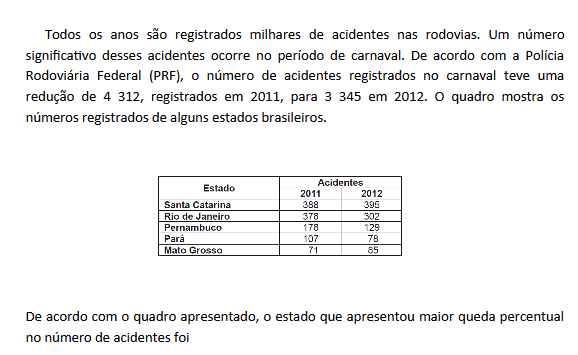 Todos os anos são registrados milhares de acidentes nas rodovias. Um número
significativo desses acidentes ocorre no período de carnaval. De acordo com a Polícia
Rodoviária Federal (PRF), o número de acidentes registrados no carnaval teve uma
redução de 4 312, registrados em 2011, para 3 345 em 2012. O quadro mostra os
números registrados de alguns estados brasileiros.
Estado Acidentes
2011 2012
Santa Catarina 388 395
Rio de Janeiro 378 302
Pernambuco 178 129
Pará 107 78
Mato Grosso 71 85
De acordo com o quadro apresentado, o estado que apresentou maior queda percentual
no número de acidentes foi